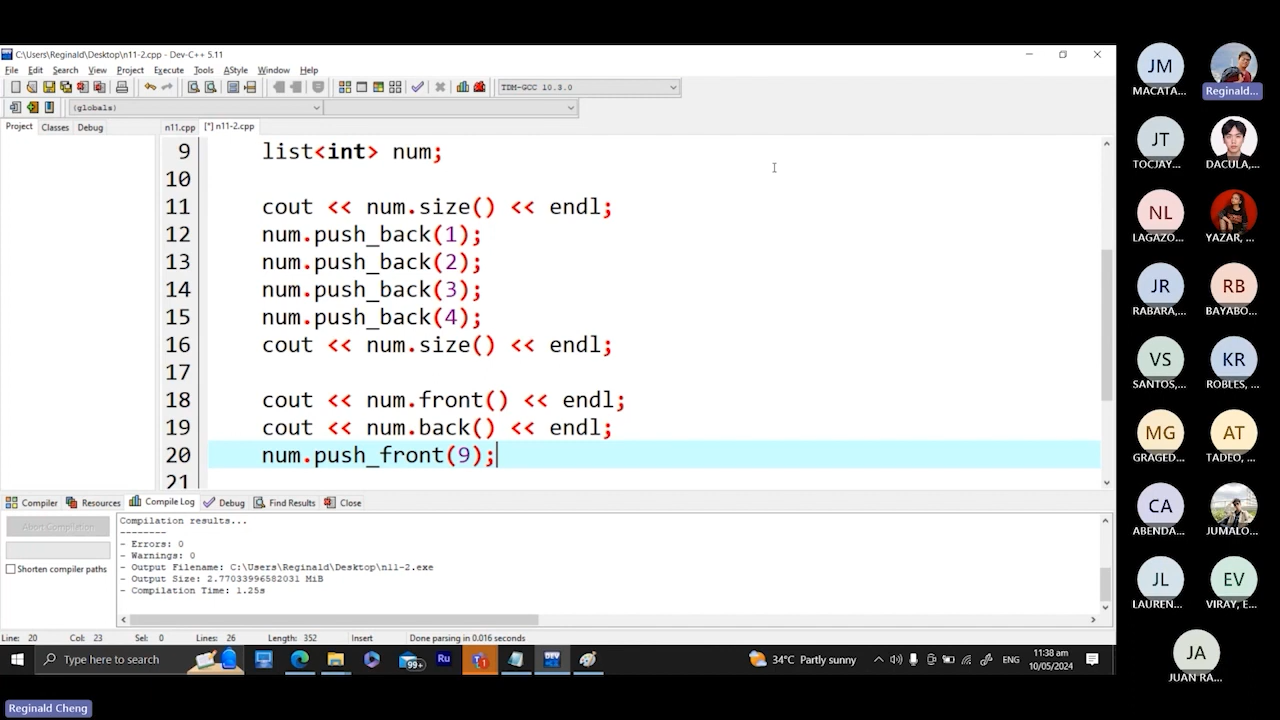 C:\Users\Reginald\Desktop\n11-2.cpp - Dev-C++ 5.11
File Edit Search View Project Execute Tools AStyle Window Help
TDM-GCC 10.3.0
(globals)
Project Classes Debug
n11.cpp [*] n11-2.cpp
9 list<int> num;
10
11 cout << num.size() << endl;
12 num.push_back(1);
13 num.push_back(2);
14 num.push_back(3);
15 num.push_back(4);
16 cout << num.size() << endl;
17
18 cout << num.front() << endl;
19 cout << num.back() << endl;
20 num.push_front(9);
21
Compiler Resources Compile Log Debug Find Results Close
Abort Compilation
Shorten compiler paths
Compilation results...
--------
- Errors: 0
- Warnings: 0
- Output Filename: C:\Users\Reginald\Desktop\n11-2.exe
- Output Size: 2.77033996582031 MiB
- Compilation Time: 1.25s
Line: 20 Col: 23 Sel: 0 Lines: 26 Length: 352 Insert Done parsing in 0.016 seconds
Type here to search
99+
Ru
1
DEV
34°C Partly sunny
ENG
11:38 am
10/05/2024
Reginald Cheng
JM
MACATA...
Reginald...
JT
TOCJAY...
DACULA,...
NL
LAGAZO...
YAZAR, ...
JR
RABARA,...
RB
BAYABO...
VS
SANTOS,...
KR
ROBLES, ...
MG
GRAGED...
AT
TADEO, ...
CA
ABENDA...
JUMALO...
JL
LAUREN...
EV
VIRAY, E...
JA
JUAN RA...